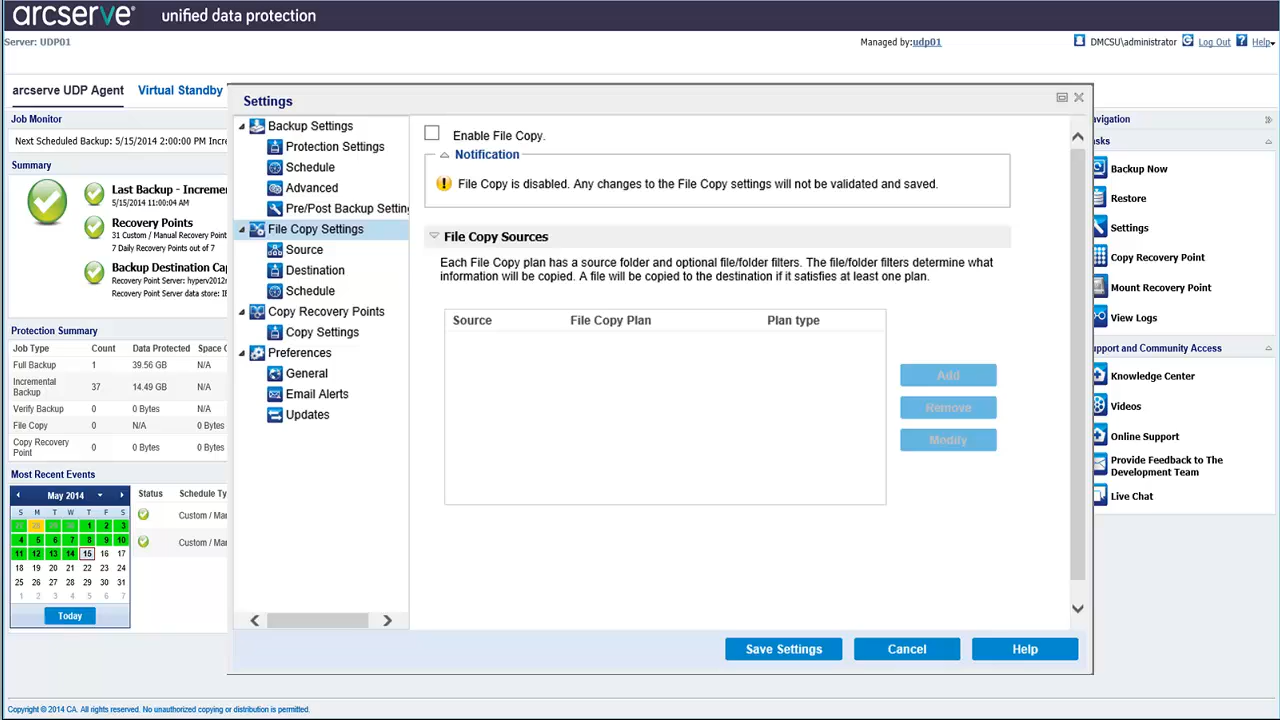 arcserve® unified data protection
Server: UDP01
Managed by:udp01
DMCSU\administrator Log Out Help
arcserve UDP Agent Virtual Standby
Job Monitor
Next Scheduled Backup: 5/15/2014 2:00:00 PM Incre
Summary
Last Backup - Increme
5/15/2014 11:00:04 AM
Recovery Points
31 Custom / Manual Recovery Point
7 Daily Recovery Points out of 7
Backup Destination Cap
Recovery Point Server: hyperv2012r
Recovery Point Server data store: IE
Protection Summary
Job Type Count Data Protected Space O
Full Backup 1 39.56 GB N/A
Incremental Backup 37 14.49 GB N/A
Verify Backup 0 0 Bytes N/A
File Copy 0 N/A 0 Bytes
Copy Recovery Point 0 0 Bytes 0 Bytes
Most Recent Events
May 2014
S M T W T F S
27 28 29 30 1 2 3
4 5 6 7 8 9 10
11 12 13 14 15 16 17
18 19 20 21 22 23 24
25 26 27 28 29 30 31
1 2 3 4 5 6 7
Today
Status Schedule Ty
Custom / Mar
Custom / Mar
Settings
Backup Settings
Protection Settings
Schedule
Advanced
Pre/Post Backup Setting
File Copy Settings
Source
Destination
Schedule
Copy Recovery Points
Copy Settings
Preferences
General
Email Alerts
Updates
Enable File Copy.
Notification
File Copy is disabled. Any changes to the File Copy settings will not be validated and saved.
File Copy Sources
Each File Copy plan has a source folder and optional file/folder filters. The file/folder filters determine what
information will be copied. A file will be copied to the destination if it satisfies at least one plan.
Source File Copy Plan Plan type
Add
Remove
Modify
Save Settings Cancel Help
avigation
asks
Backup Now
Restore
Settings
Copy Recovery Point
Mount Recovery Point
View Logs
upport and Community Access
Knowledge Center
Videos
Online Support
Provide Feedback to The
Development Team
Live Chat
Copyright © 2014 CA. All rights reserved. No unauthorized copying or distribution is permitted.